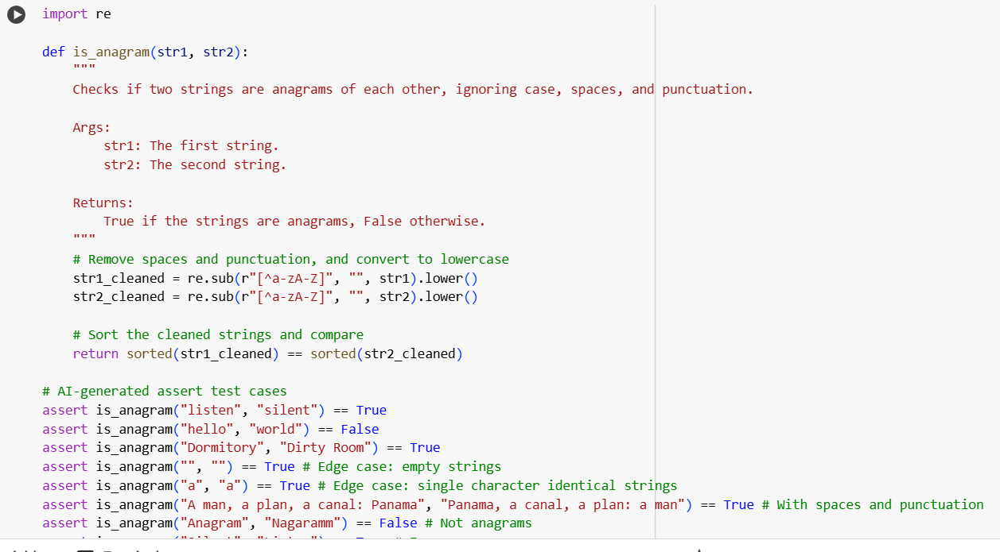 import re
def is_anagram(str1, str2):
"""
Checks if two strings are anagrams of each other, ignoring case, spaces, and punctuation.
Args:
str1: The first string.
str2: The second string.
Returns:
True if the strings are anagrams, False otherwise.
"""
# Remove spaces and punctuation, and convert to lowercase
str1_cleaned = re.sub(r"[^a-zA-Z]", "", str1).lower()
str2_cleaned = re.sub(r"[^a-zA-Z]", "", str2).lower()
# Sort the cleaned strings and compare
return sorted(str1_cleaned) == sorted(str2_cleaned)
# AI-generated assert test cases
assert is_anagram("listen", "silent") == True
assert is_anagram("hello", "world") == False
assert is_anagram("Dormitory", "Dirty Room") == True
assert is_anagram("", "") == True # Edge case: empty strings
assert is_anagram("a", "a") == True # Edge case: single character identical strings
assert is_anagram("A man, a plan, a canal: Panama", "Panama, a canal, a plan: a man") == True # With spaces and punctuation
assert is_anagram("Anagram", "Nagaramm") == False # Not anagrams